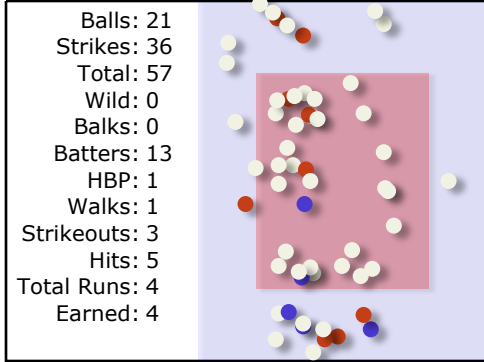 Balls: 21
Strikes: 36
Total: 57
Wild: 0
Balks: 0
Batters: 13
HBP: 1
Walks: 1
Strikeouts: 3
Hits: 5
Total Runs: 4
Earned: 4